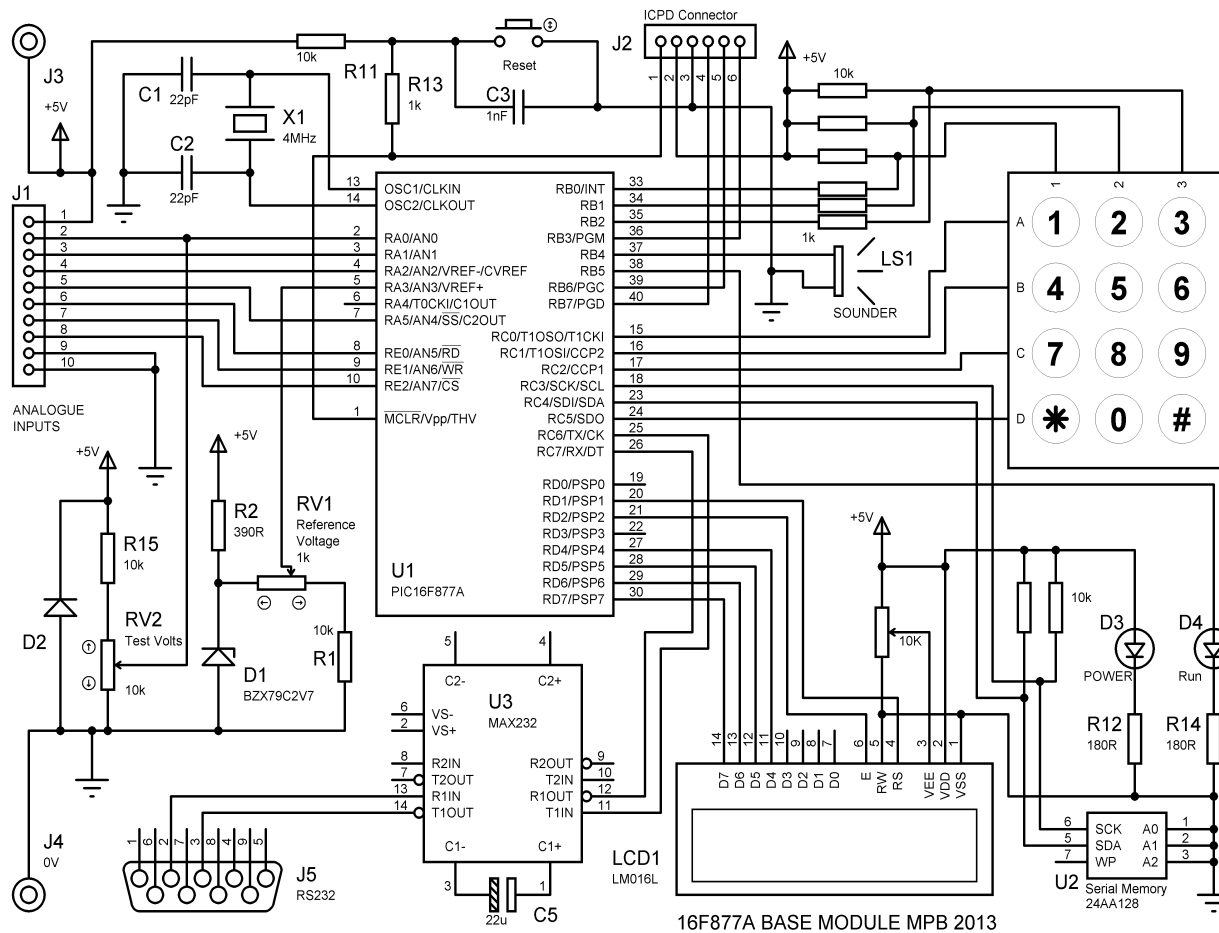 ICPD Connector
J2
1
2
3
4
5
6
Reset
10k
R11
R13
1k
C3
1nF
J3
+5V
C1
22pF
X1
4MHz
C2
22pF
+5V
10k
1k
J1
1
2
3
4
5
6
7
8
9
10
ANALOGUE
INPUTS
13 OSC1/CLKIN
14 OSC2/CLKOUT
2 RA0/AN0
3 RA1/AN1
4 RA2/AN2/VREF-/CVREF
5 RA3/AN3/VREF+
6 RA4/T0CKI/C1OUT
7 RA5/AN4/SS/C2OUT
8 RE0/AN5/RD
9 RE1/AN6/WR
10 RE2/AN7/CS
1 MCLR/Vpp/THV
RB0/INT 33
RB1 34
RB2 35
RB3/PGM 36
RB4 37
RB5 38
RB6/PGC 39
RB7/PGD 40
RC0/T1OSO/T1CKI 15
RC1/T1OSI/CCP2 16
RC2/CCP1 17
RC3/SCK/SCL 18
RC4/SDI/SDA 23
RC5/SDO 24
RC6/TX/CK 25
RC7/RX/DT 26
RD0/PSP0 19
RD1/PSP1 20
RD2/PSP2 21
RD3/PSP3 22
RD4/PSP4 27
RD5/PSP5 28
RD6/PSP6 29
RD7/PSP7 30
U1
PIC16F877A
LS1
SOUNDER
1 2 3
A 1 2 3
B 4 5 6
C 7 8 9
D * 0 #
+5V
R15
10k
D2
RV2
Test Volts
10k
+5V
R2
390R
RV1
Reference
Voltage
1k
10k
R1
D1
BZX79C2V7
J4
0V
5
4
C2-
C2+
U3
MAX232
6 VS-
2 VS+
8 R2IN
7 T2OUT
13 R1IN
14 T1OUT
R2OUT 9
T2IN 10
R1OUT 12
T1IN 11
C1-
C1+
3
1
22u
C5
1 6 2 7 3 8 4 9 5
J5
RS232
+5V
10K
14 13 12 11 10 9 8 7 6 5 4 3 2 1
D7 D6 D5 D4 D3 D2 D1 D0 E RW RS VEE VDD VSS
LCD1
LM016L
10k
D3
POWER
D4
Run
R12
180R
R14
180R
6 SCK A0 1
5 SDA A1 2
7 WP A2 3
U2
Serial Memory
24AA128
16F877A BASE MODULE MPB 2013